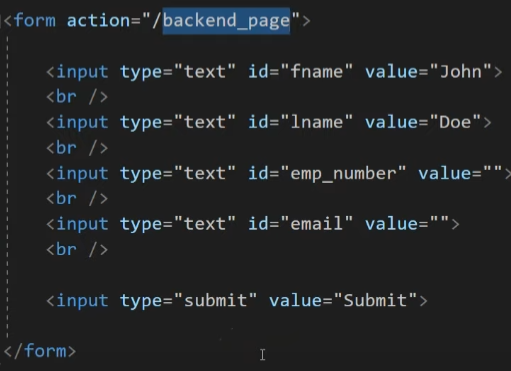 <form action="/backend_page">
<input type="text" id="fname" value="John">
<br />
<input type="text" id="lname" value="Doe">
<br />
<input type="text" id="emp_number" value="">
<br />
<input type="text" id="email" value="">
<br />
<input type="submit" value="Submit">
</form>